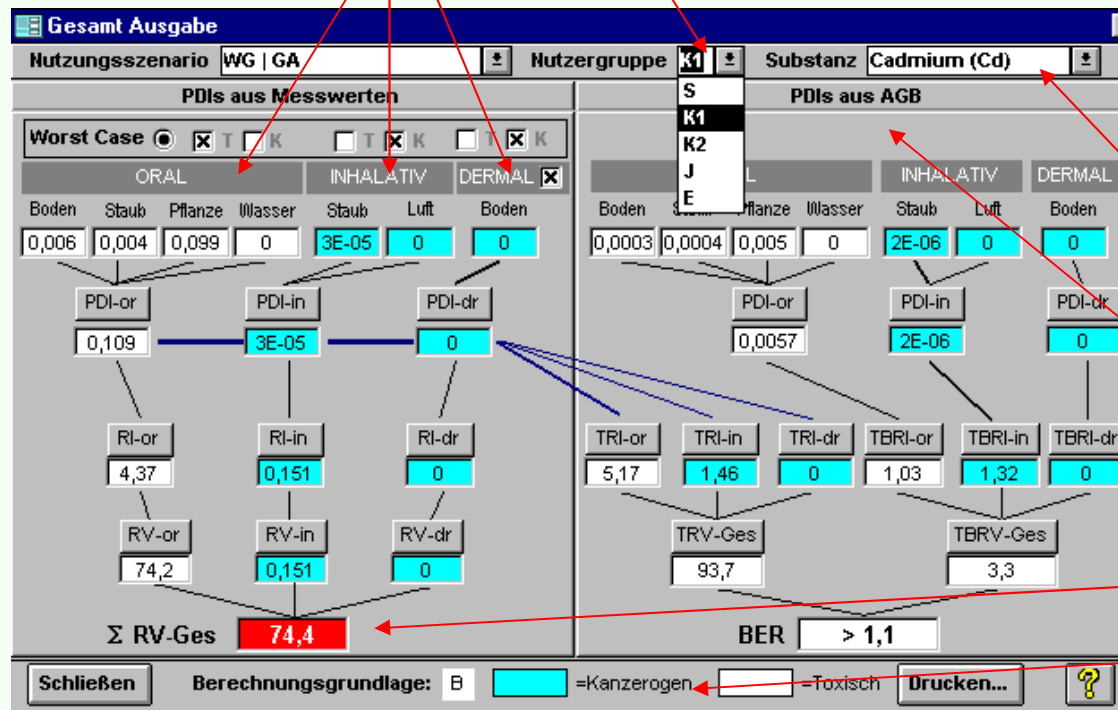 Gesamt Ausgabe
Nutzungsszenario WG | GA Nutzergruppe K1 Substanz Cadmium (Cd)
PDIs aus Messwerten PDIs aus AGB
S
K1
K2
J
E
Worst Case T K T K T K
ORAL INHALATIV DERMAL L INHALATIV DERMAL
Boden Staub Pflanze Wasser Staub Luft Boden Boden Pflanze Wasser Staub Luft Boden
0,006 0,004 0,099 0 3E-05 0 0 0,0003 0,0004 0,005 0 2E-06 0 0
PDI-or PDI-in PDI-dr PDI-or PDI-in PDI-dr
0,109 3E-05 0 0,0057 2E-06 0
RI-or RI-in RI-dr TRI-or TRI-in TRI-dr TBRI-or TBRI-in TBRI-dr
4,37 0,151 0 5,17 1,46 0 1,03 1,32 0
RV-or RV-in RV-dr TRV-Ges TBRV-Ges
74,2 0,151 0 93,7 3,3
Σ RV-Ges 74,4 BER > 1,1
Schließen Berechnungsgrundlage: B =Kanzerogen =Toxisch Drucken... ?